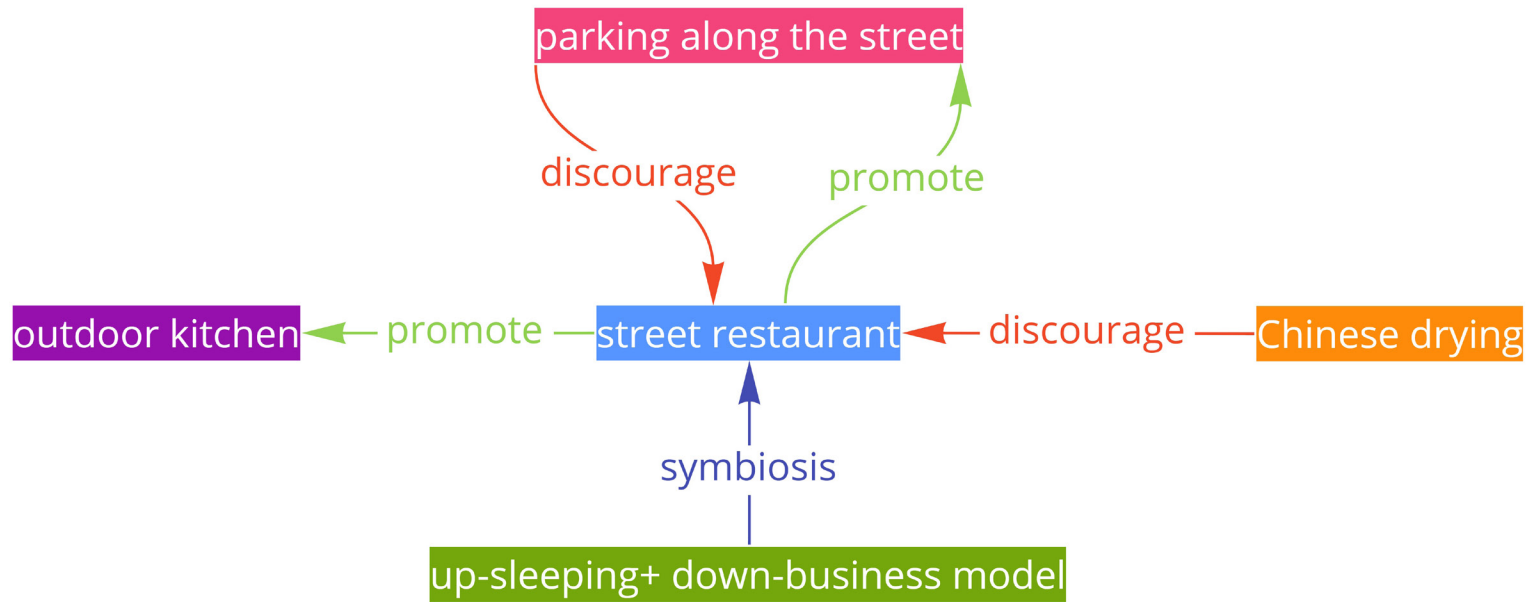 parking along the street
discourage
promote
outdoor kitchen
promote
street restaurant
discourage
Chinese drying
symbiosis
up-sleeping+ down-business model